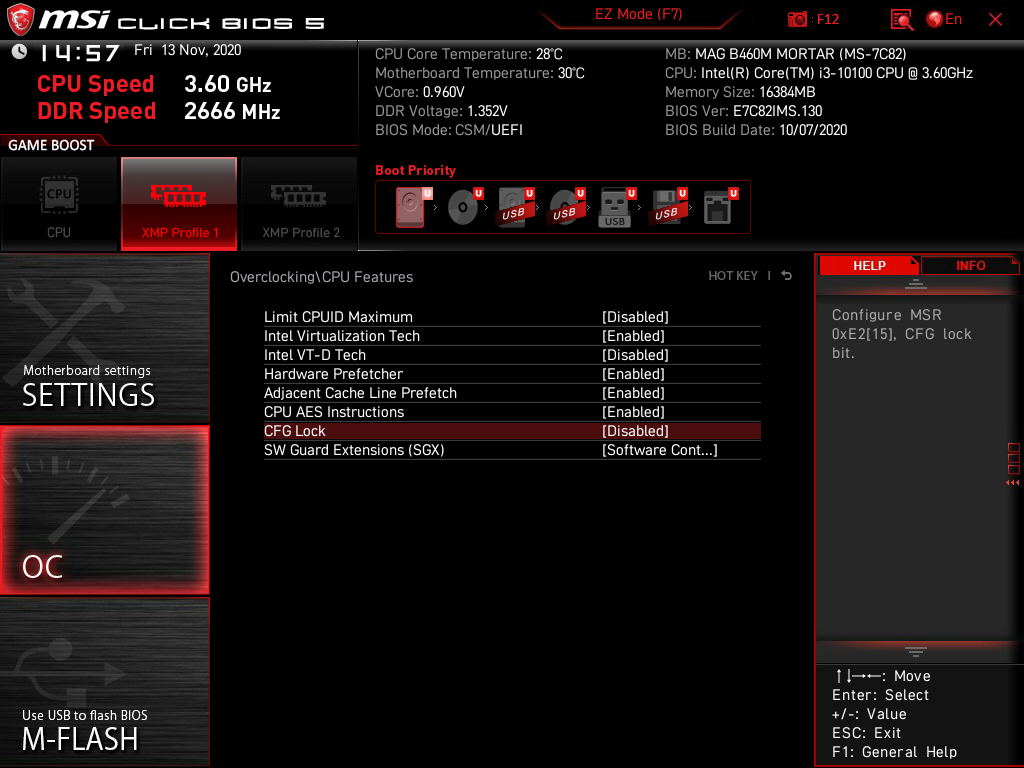 msi CLICK BIOS 5
EZ Mode (F7)
: F12
En
14:57 Fri 13 Nov, 2020
CPU Speed 3.60 GHz
DDR Speed 2666 MHz
CPU Core Temperature: 28°C
Motherboard Temperature: 30°C
VCore: 0.960V
DDR Voltage: 1.352V
BIOS Mode: CSM/UEFI
MB: MAG B460M MORTAR (MS-7C82)
CPU: Intel(R) Core(TM) i3-10100 CPU @ 3.60GHz
Memory Size: 16384MB
BIOS Ver: E7C82IMS.130
BIOS Build Date: 10/07/2020
GAME BOOST
CPU
CPU
XMP Profile 1
XMP Profile 2
Boot Priority
U U U U U U U
USB USB USB USB
Motherboard settings
SETTINGS
OC
Use USB to flash BIOS
M-FLASH
Overclocking\CPU Features
HOT KEY |
Limit CPUID Maximum [Disabled]
Intel Virtualization Tech [Enabled]
Intel VT-D Tech [Disabled]
Hardware Prefetcher [Enabled]
Adjacent Cache Line Prefetch [Enabled]
CPU AES Instructions [Enabled]
CFG Lock [Disabled]
SW Guard Extensions (SGX) [Software Cont...]
HELP
INFO
Configure MSR
0xE2[15], CFG lock
bit.
↑↓→←: Move
Enter: Select
+/-: Value
ESC: Exit
F1: General Help